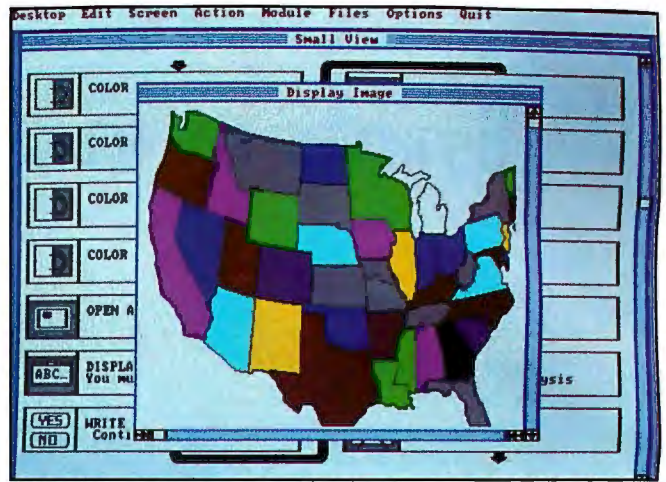 Desktop Edit Screen Action Module Files Options Quit
Small View
COLOR
Display Image
COLOR
COLOR
COLOR
OPEN A
ABC... DISPLA
You mu
ysis
YES WRITE
NO Conti